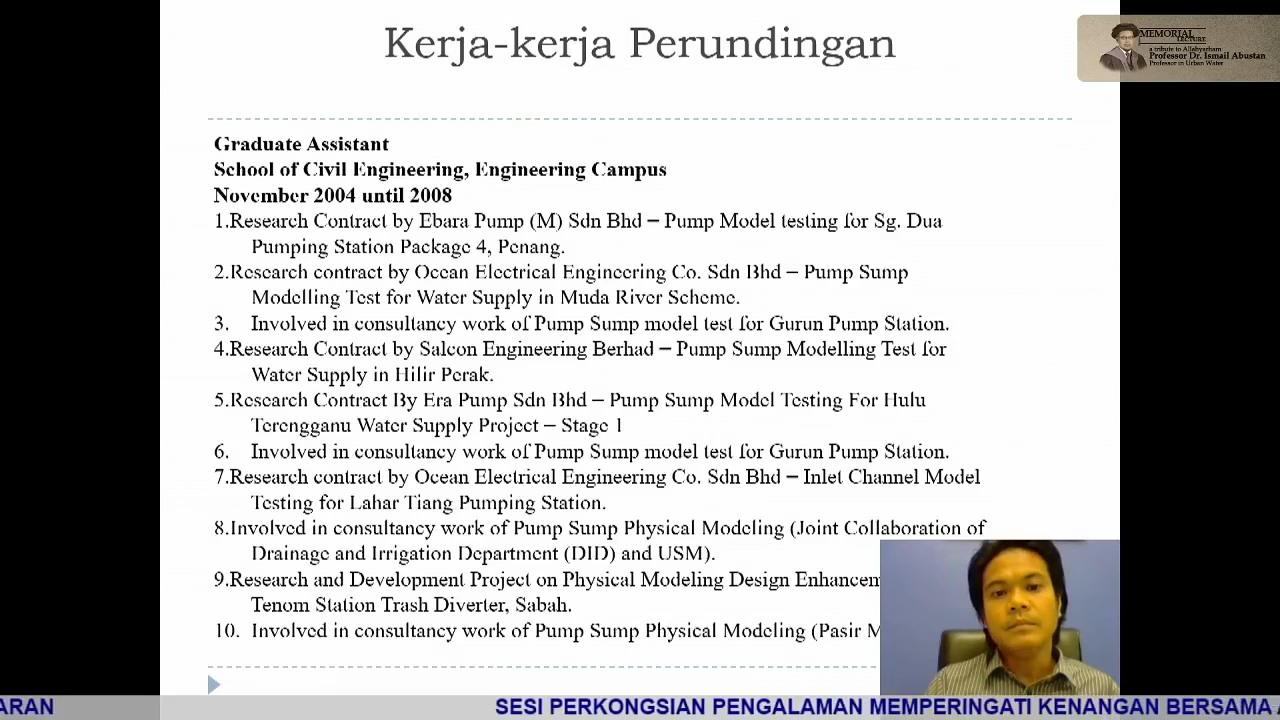 Kerja-kerja Perundingan
MEMORIAL
LECTURE
a tribute to Allahyarham
Professor Dr. Ismail Abustan
Professor in Urban Water
Graduate Assistant
School of Civil Engineering, Engineering Campus
November 2004 until 2008
1.Research Contract by Ebara Pump (M) Sdn Bhd – Pump Model testing for Sg. Dua
Pumping Station Package 4, Penang.
2.Research contract by Ocean Electrical Engineering Co. Sdn Bhd – Pump Sump
Modelling Test for Water Supply in Muda River Scheme.
3. Involved in consultancy work of Pump Sump model test for Gurun Pump Station.
4.Research Contract by Salcon Engineering Berhad – Pump Sump Modelling Test for
Water Supply in Hilir Perak.
5.Research Contract By Era Pump Sdn Bhd – Pump Sump Model Testing For Hulu
Terengganu Water Supply Project – Stage 1
6. Involved in consultancy work of Pump Sump model test for Gurun Pump Station.
7.Research contract by Ocean Electrical Engineering Co. Sdn Bhd – Inlet Channel Model
Testing for Lahar Tiang Pumping Station.
8.Involved in consultancy work of Pump Sump Physical Modeling (Joint Collaboration of
Drainage and Irrigation Department (DID) and USM).
9.Research and Development Project on Physical Modeling Design Enhancem
Tenom Station Trash Diverter, Sabah.
10. Involved in consultancy work of Pump Sump Physical Modeling (Pasir M
ARAN SESI PERKONGSIAN PENGALAMAN MEMPERINGATI KENANGAN BERSAMA